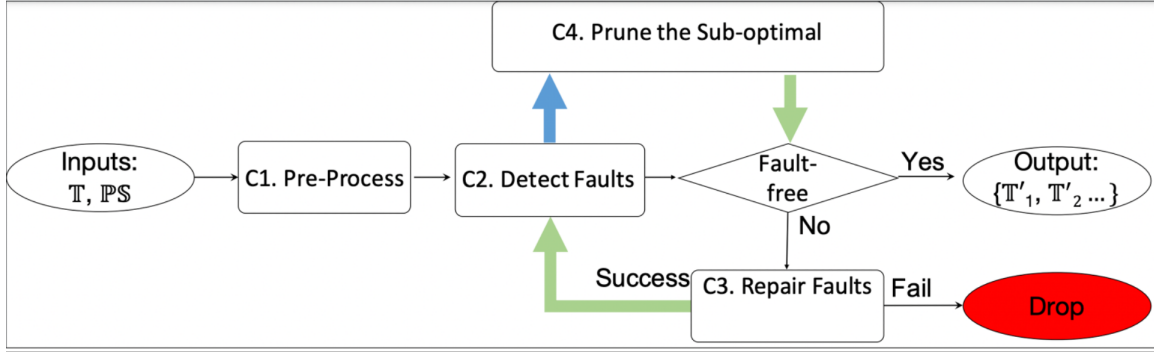 C4. Prune the Sub-optimal
Inputs:
𝕋, ℙ𝕊
C1. Pre-Process
C2. Detect Faults
Fault-
free
Yes
Output:
{𝕋′₁, 𝕋′₂ ...}
No
Success
C3. Repair Faults
Fail
Drop